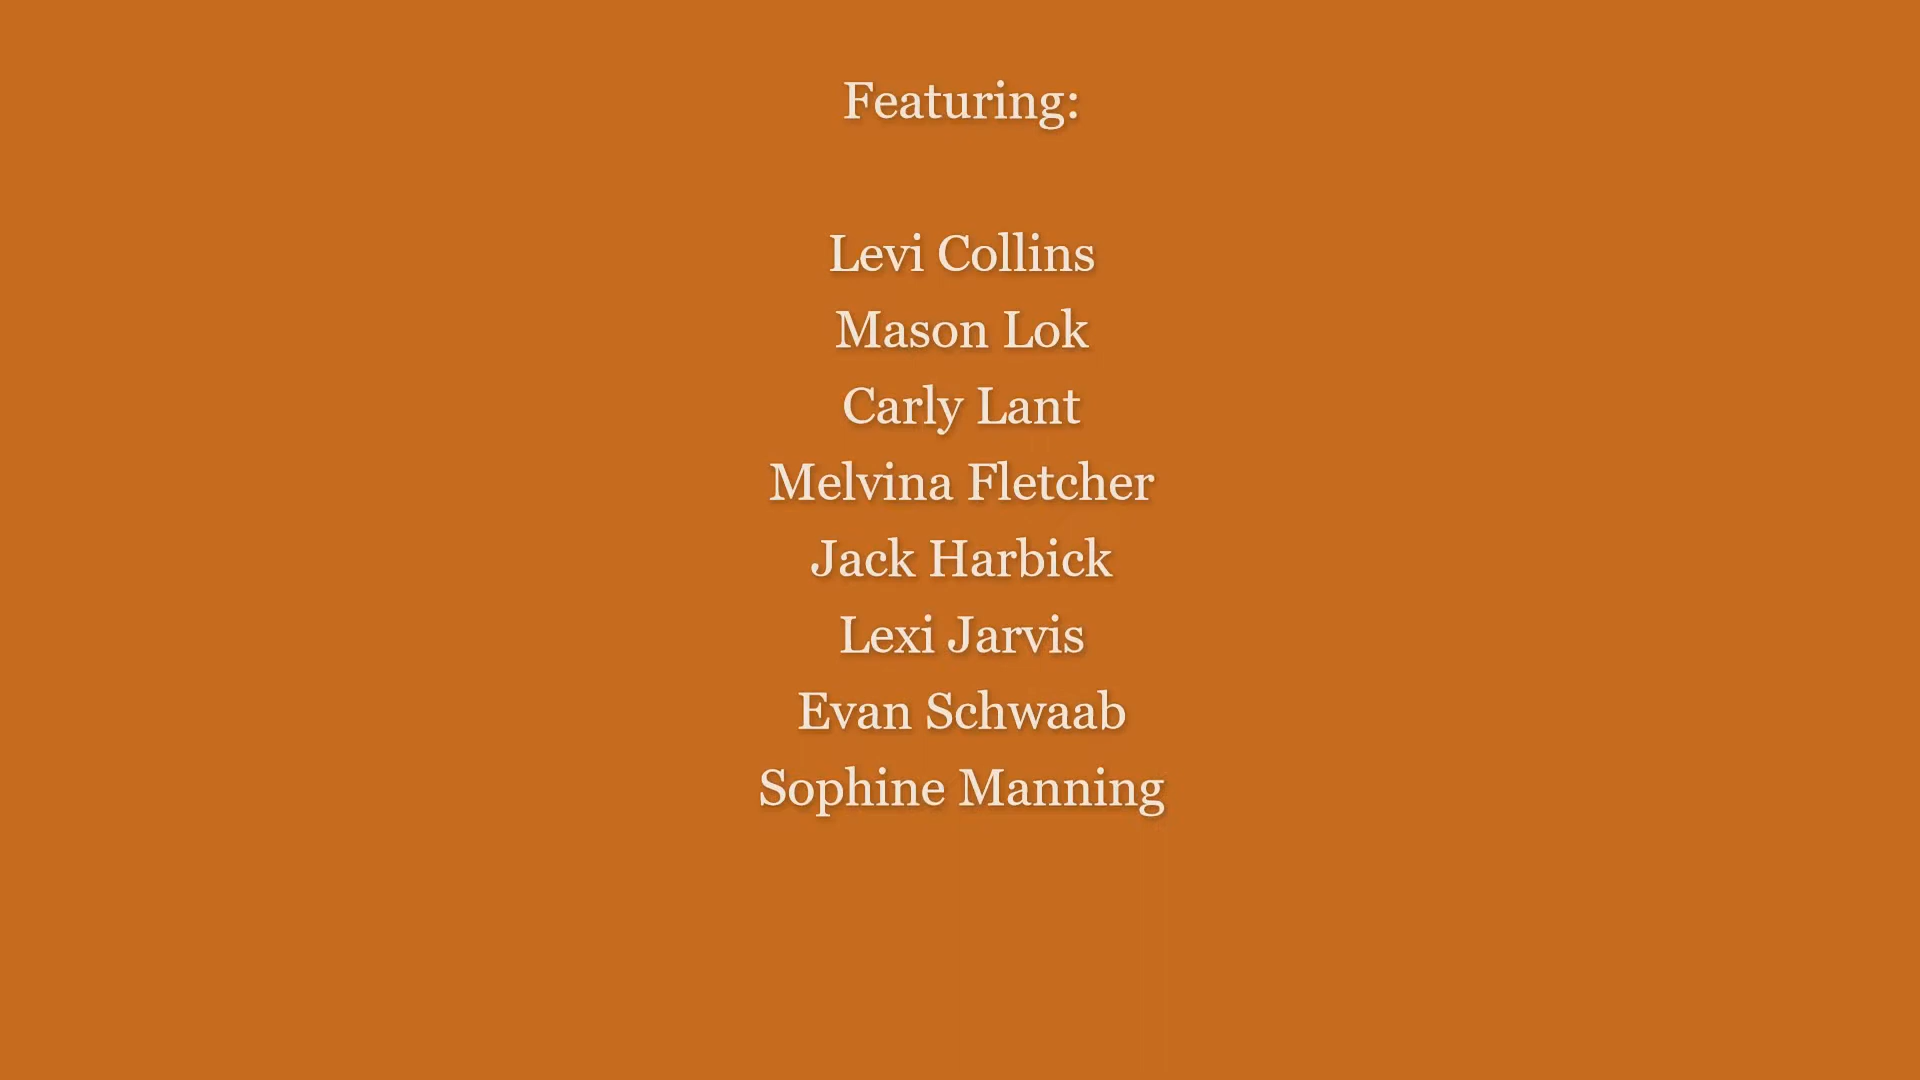 Featuring:
Levi Collins
Mason Lok
Carly Lant
Melvina Fletcher
Jack Harbick
Lexi Jarvis
Evan Schwaab
Sophine Manning